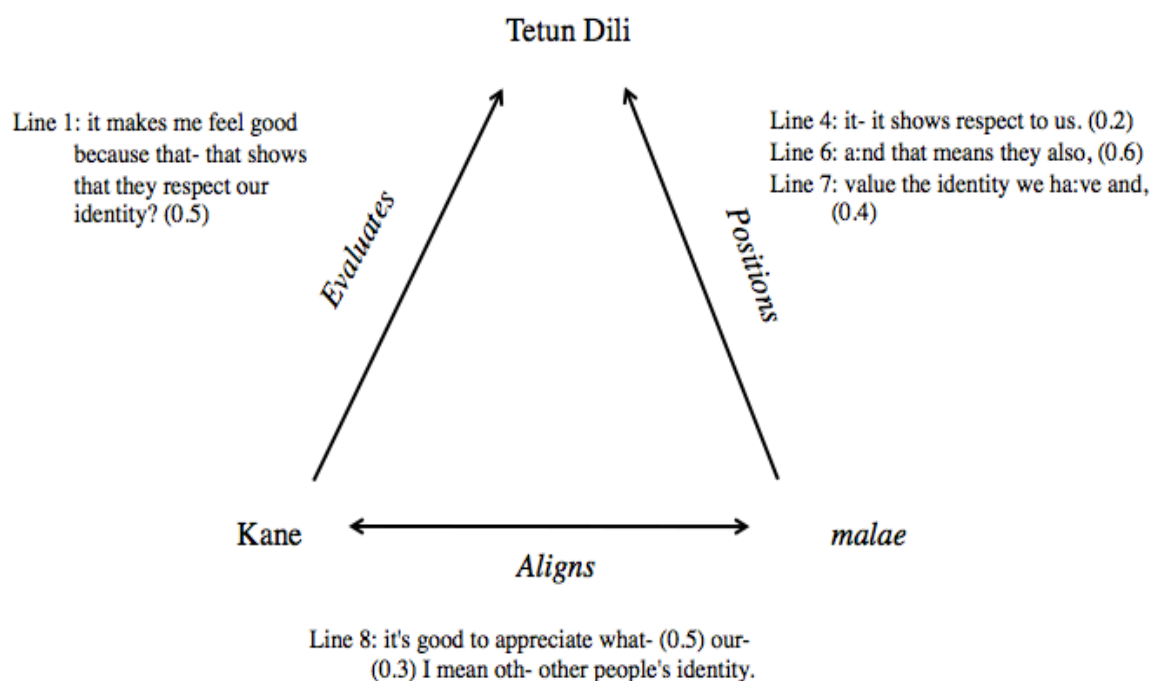 Tetun Dili
Line 1: it makes me feel good
because that- that shows
that they respect our
identity? (0.5)
Line 4: it- it shows respect to us. (0.2)
Line 6: a:nd that means they also, (0.6)
Line 7: value the identity we ha:ve and,
(0.4)
Evaluates
Positions
Kane
malae
Aligns
Line 8: it's good to appreciate what- (0.5) our-
(0.3) I mean oth- other people's identity.